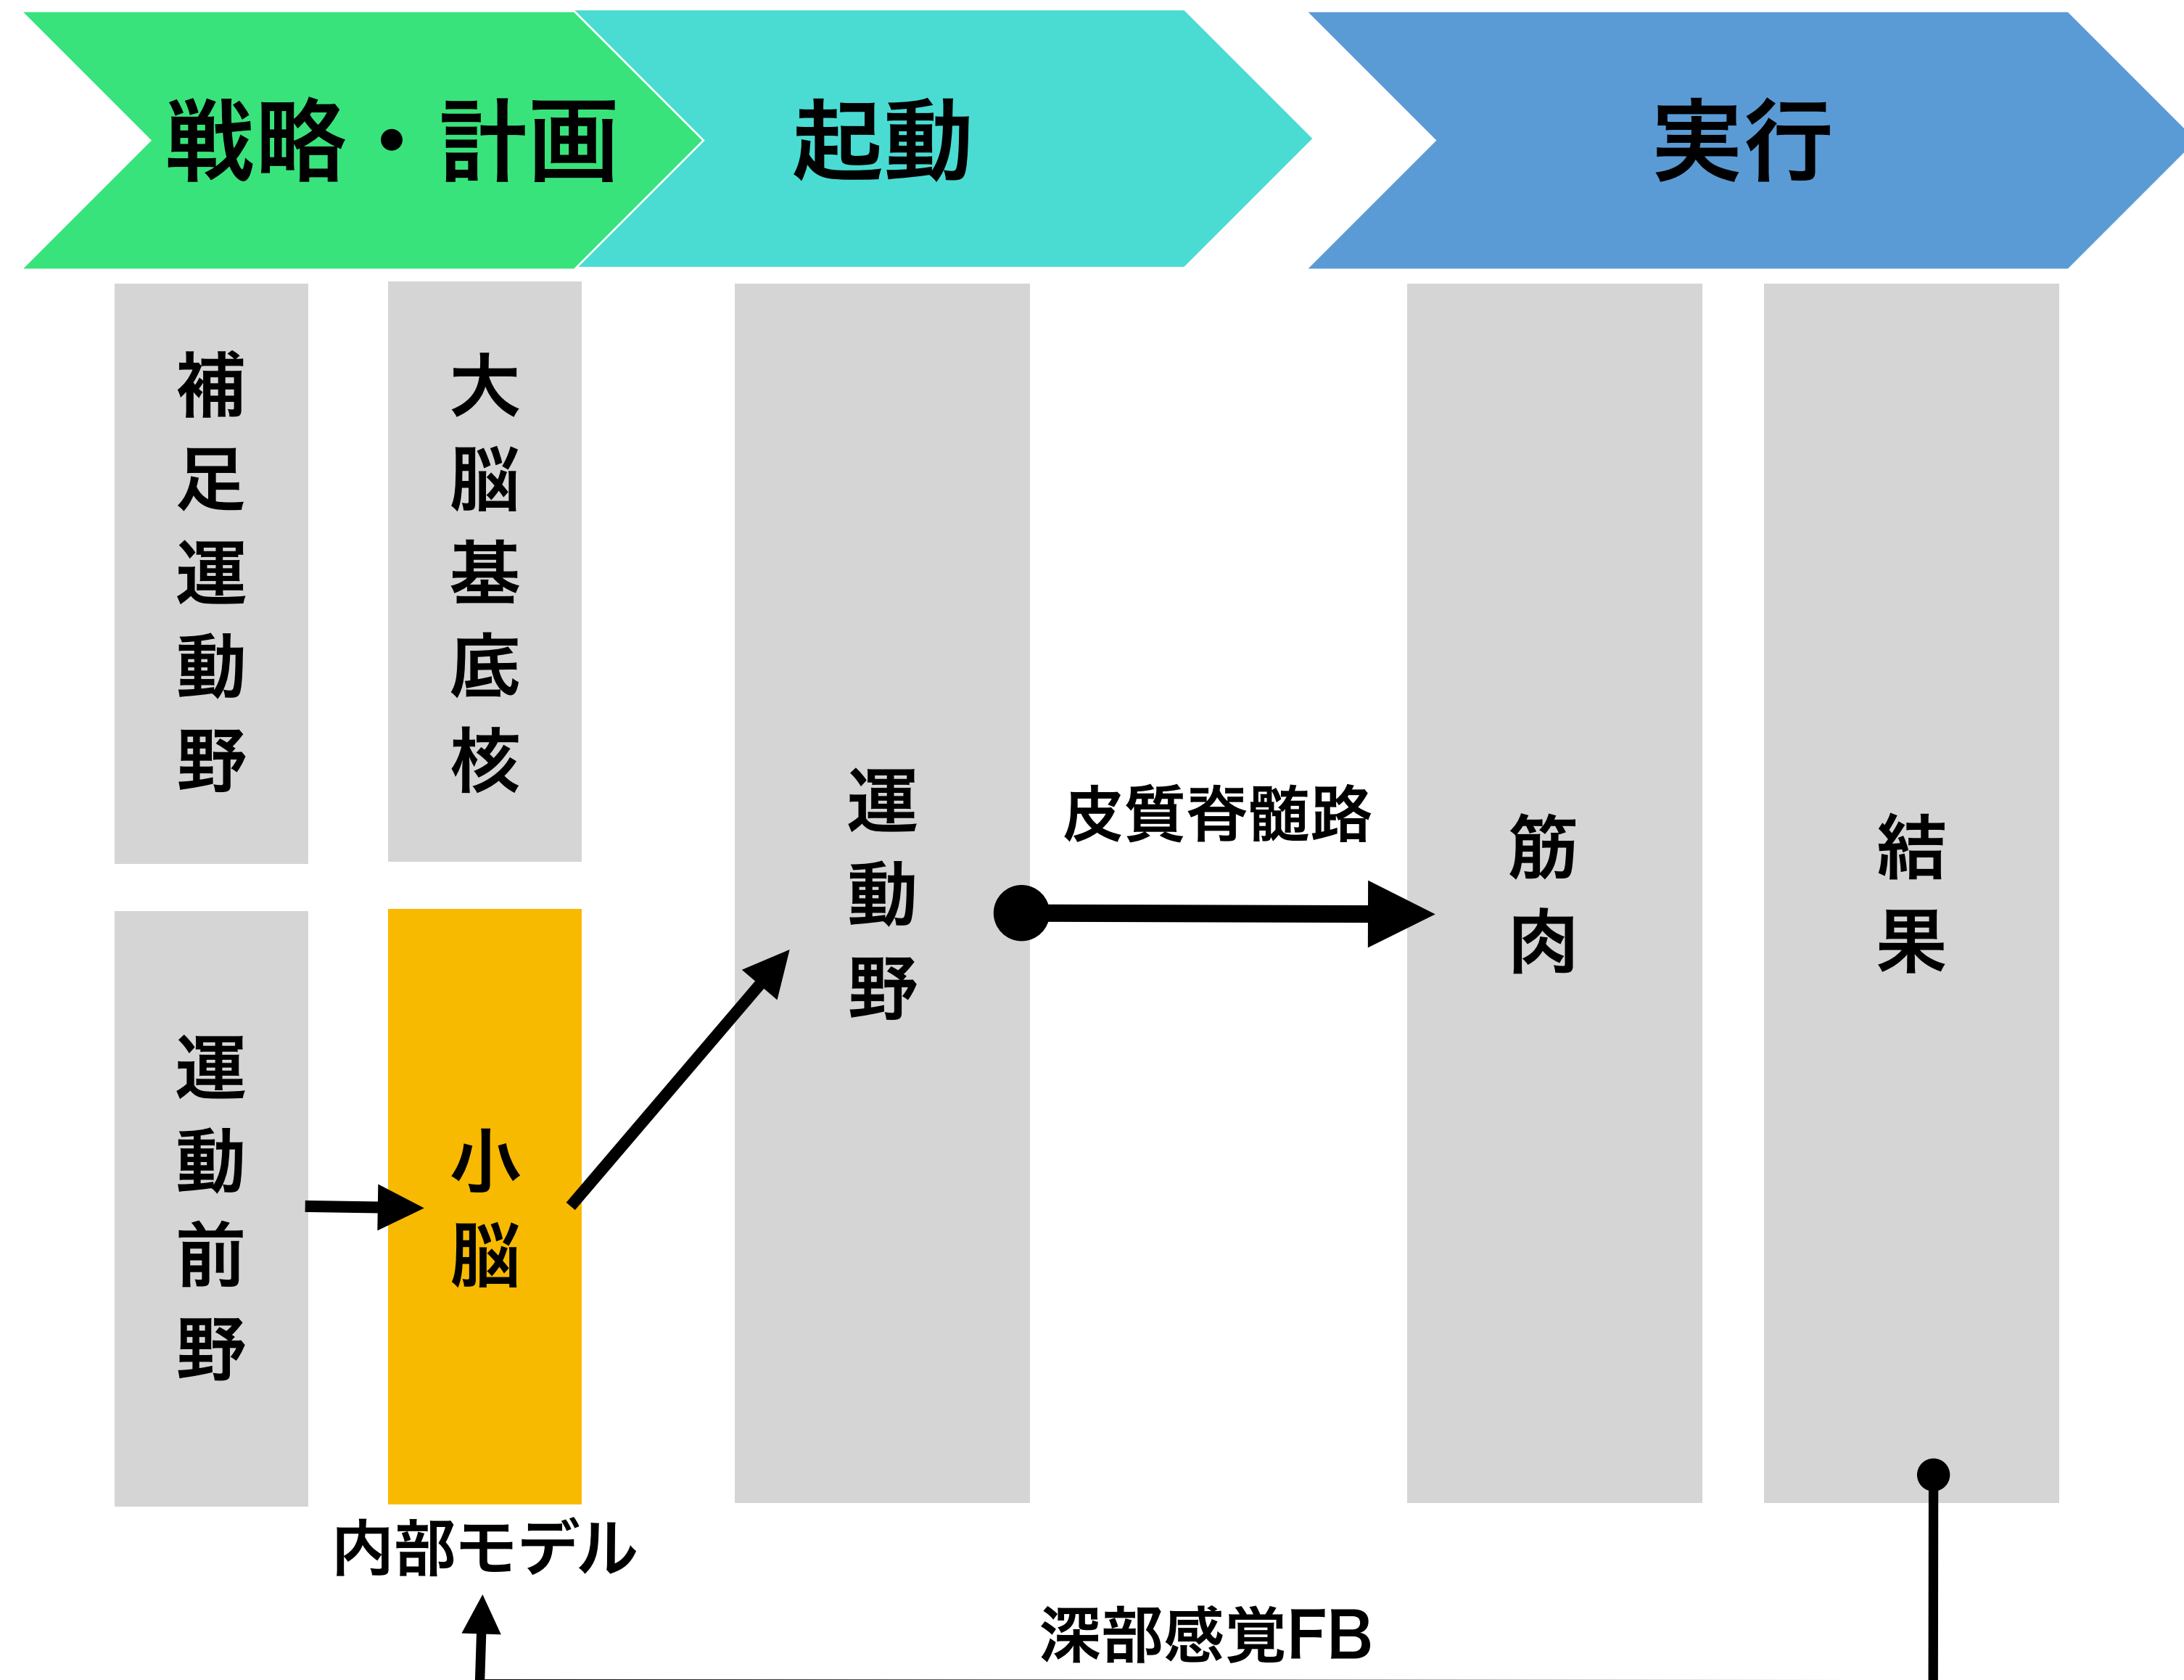 戦略・計画
起動
実行
補足運動野
大脳基底核
運動前野
小脳
運動野
皮質脊髄路
筋肉
結果
内部モデル
深部感覚FB